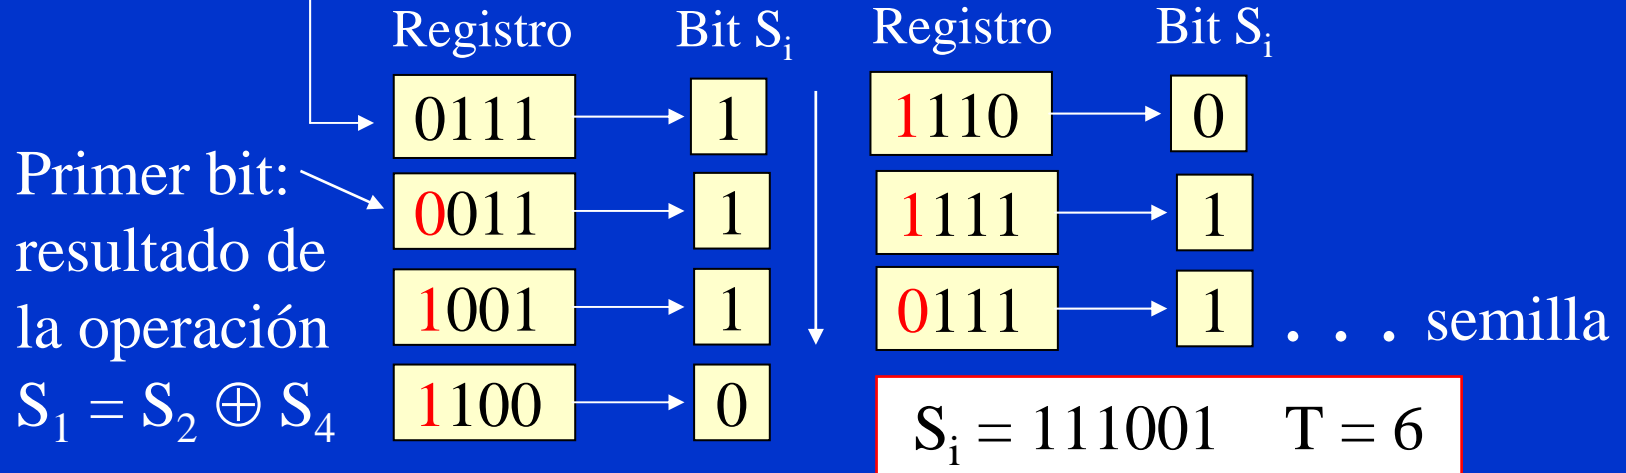 Registro Bit Si Registro Bit Si
0111 1 1110 0
Primer bit:
resultado de
la operación
S1 = S2 ⊕ S4
0011 1 1111 1
1001 1 0111 1 . . . semilla
1100 0
Si = 111001 T = 6